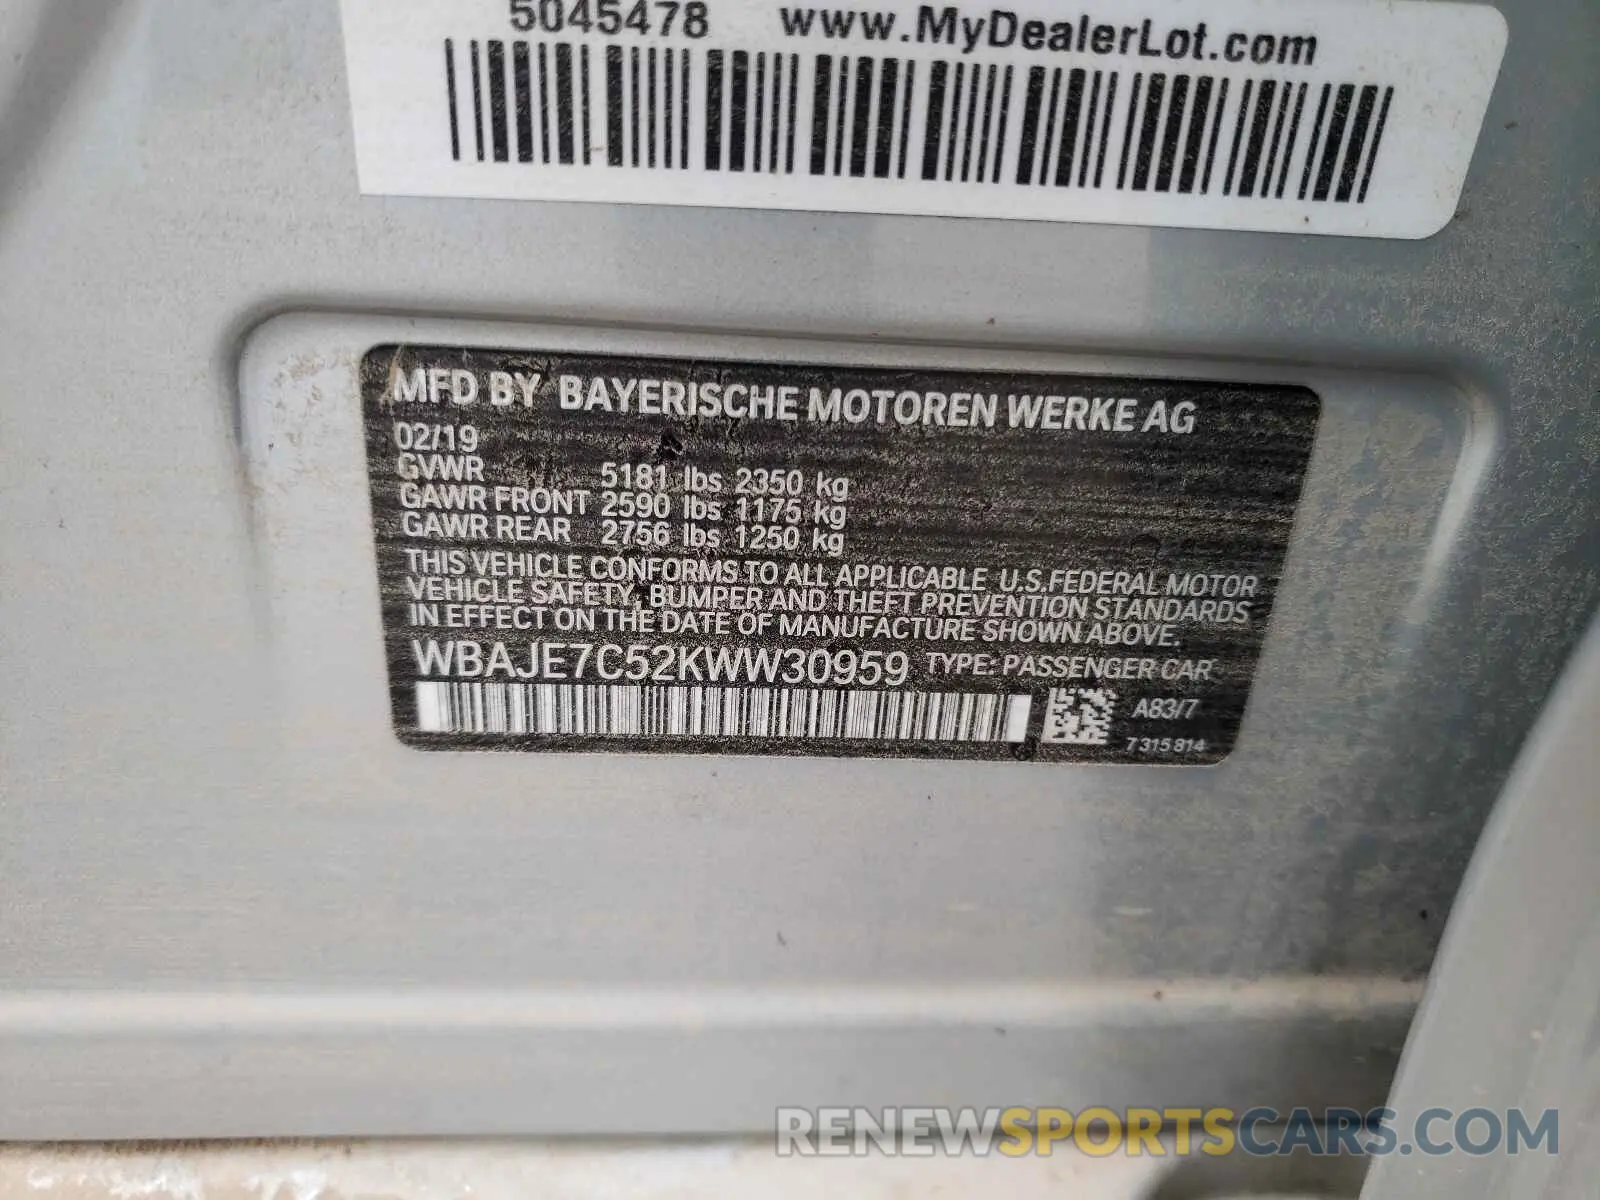 5045478 www.MyDealerLot.com
MFD BY BAYERISCHE MOTOREN WERKE AG
02/19
GVWR 5181 lbs 2350 kg
GAWR FRONT 2590 lbs 1175 kg
GAWR REAR 2756 lbs 1250 kg
THIS VEHICLE CONFORMS TO ALL APPLICABLE U.S.FEDERAL MOTOR
VEHICLE SAFETY, BUMPER AND THEFT PREVENTION STANDARDS
IN EFFECT ON THE DATE OF MANUFACTURE SHOWN ABOVE.
WBAJE7C52KWW30959 TYPE: PASSENGER CAR
A83/7
7 315 814
RENEWSPORTSCARS.COM